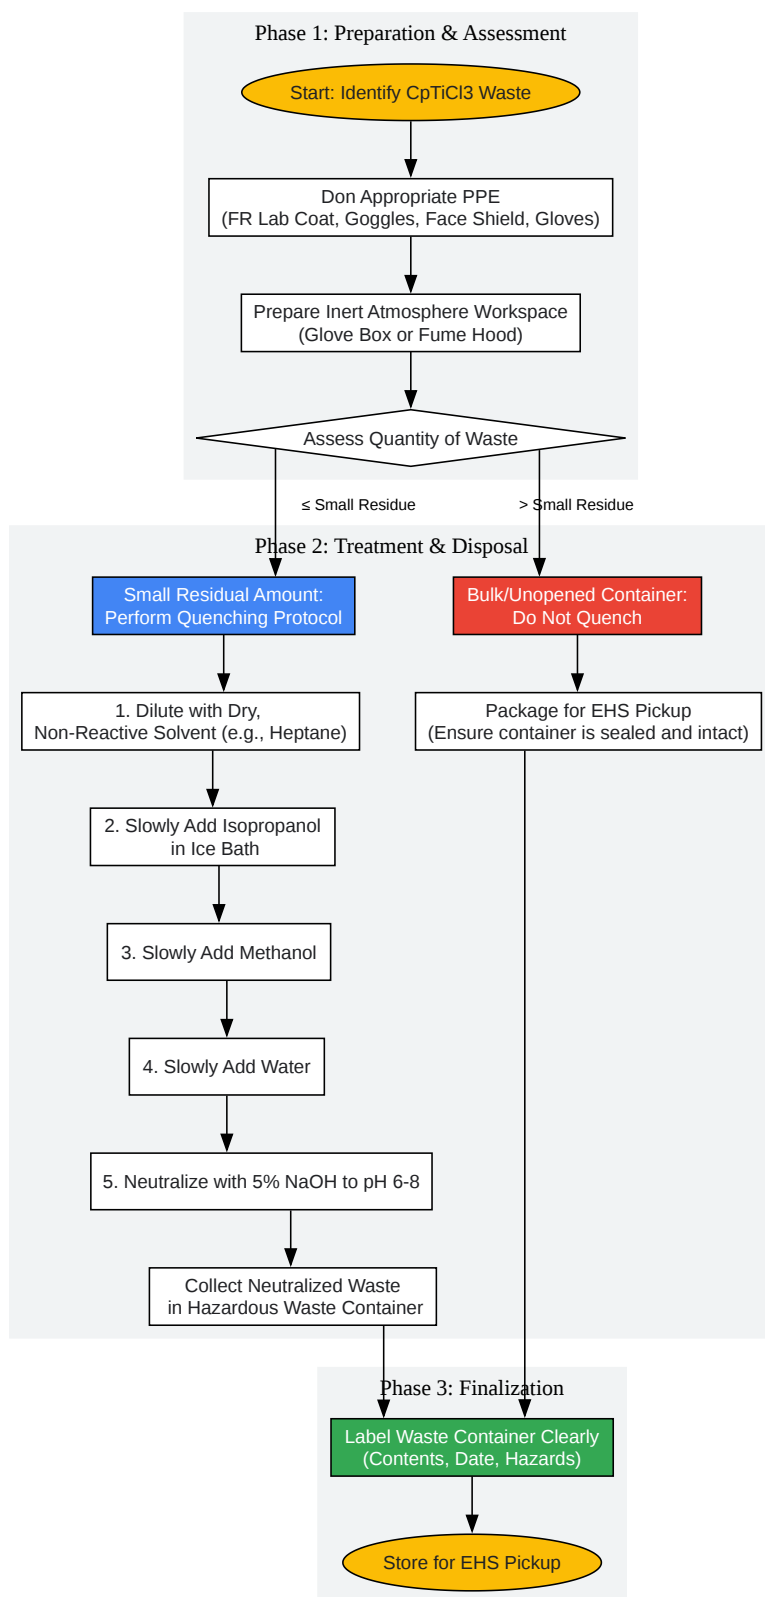 Phase 1: Preparation & Assessment
Start: Identify CpTiCl3 Waste
Don Appropriate PPE
(FR Lab Coat, Goggles, Face Shield, Gloves)
Prepare Inert Atmosphere Workspace
(Glove Box or Fume Hood)
Assess Quantity of Waste
≤ Small Residue
> Small Residue
Phase 2: Treatment & Disposal
Small Residual Amount:
Perform Quenching Protocol
Bulk/Unopened Container:
Do Not Quench
1. Dilute with Dry,
Non-Reactive Solvent (e.g., Heptane)
Package for EHS Pickup
(Ensure container is sealed and intact)
2. Slowly Add Isopropanol
in Ice Bath
3. Slowly Add Methanol
4. Slowly Add Water
5. Neutralize with 5% NaOH to pH 6-8
Collect Neutralized Waste
in Hazardous Waste Container
Phase 3: Finalization
Label Waste Container Clearly
(Contents, Date, Hazards)
Store for EHS Pickup